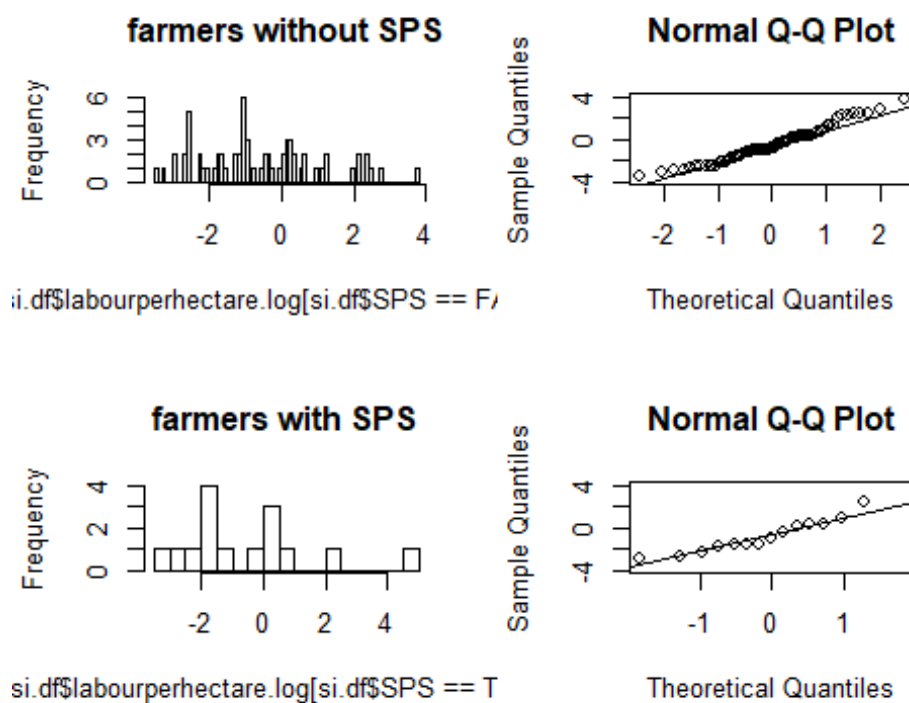 farmers without SPS
Frequency
0 3 6
-2 0 2 4
si.df$labourperhectare.log[si.df$SPS == FA
Normal Q-Q Plot
Sample Quantiles
-4 0 4
-2 -1 0 1 2
Theoretical Quantiles
farmers with SPS
Frequency
0 2 4
-2 0 2 4
si.df$labourperhectare.log[si.df$SPS == T
Normal Q-Q Plot
Sample Quantiles
-4 0 4
-1 0 1
Theoretical Quantiles